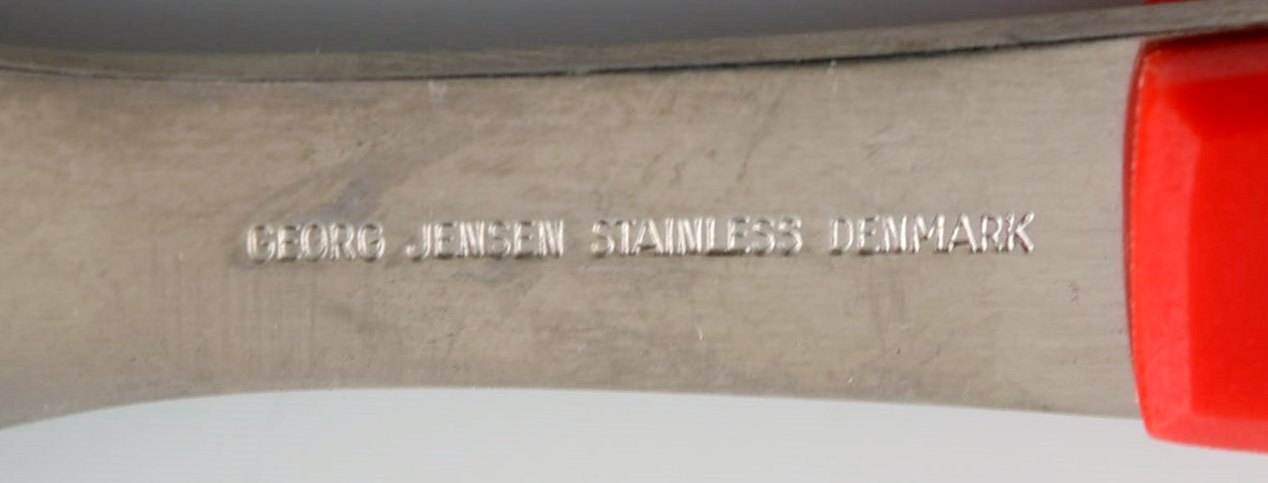 GEORG JENSEN STAINLESS DENMARK